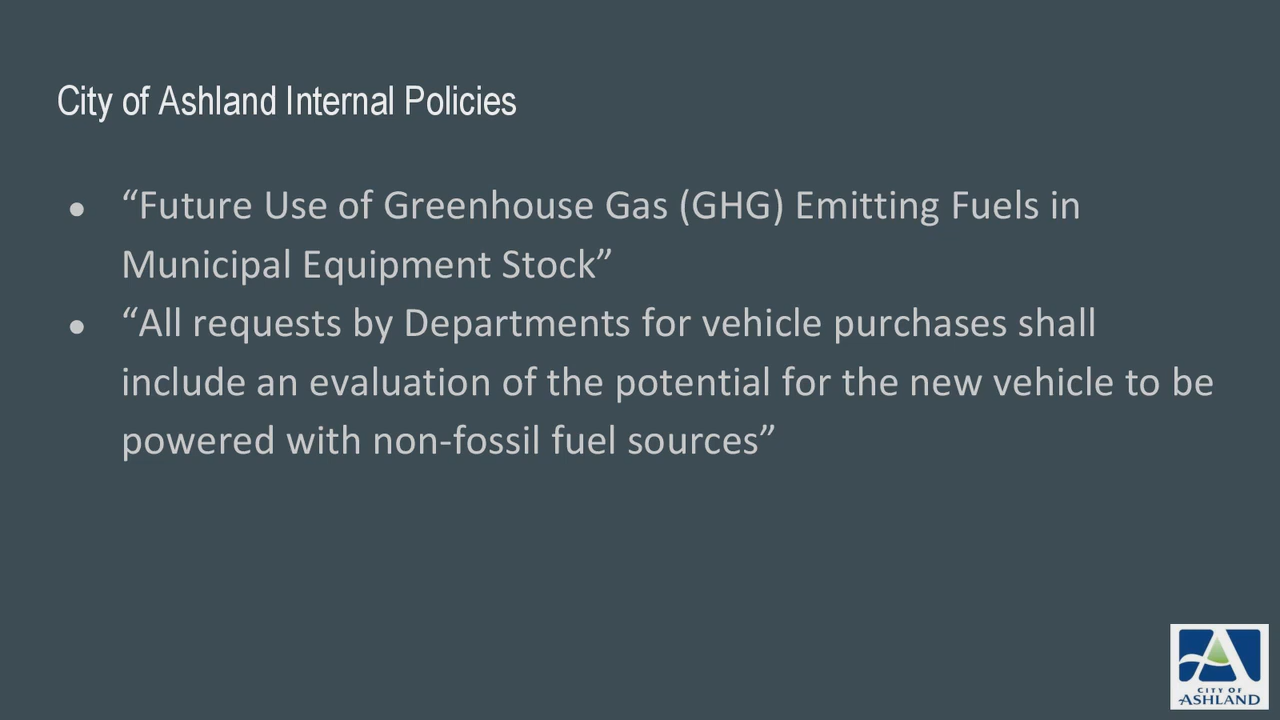 City of Ashland Internal Policies
● “Future Use of Greenhouse Gas (GHG) Emitting Fuels in
Municipal Equipment Stock”
● “All requests by Departments for vehicle purchases shall
include an evaluation of the potential for the new vehicle to be
powered with non-fossil fuel sources”
CITY OF
ASHLAND